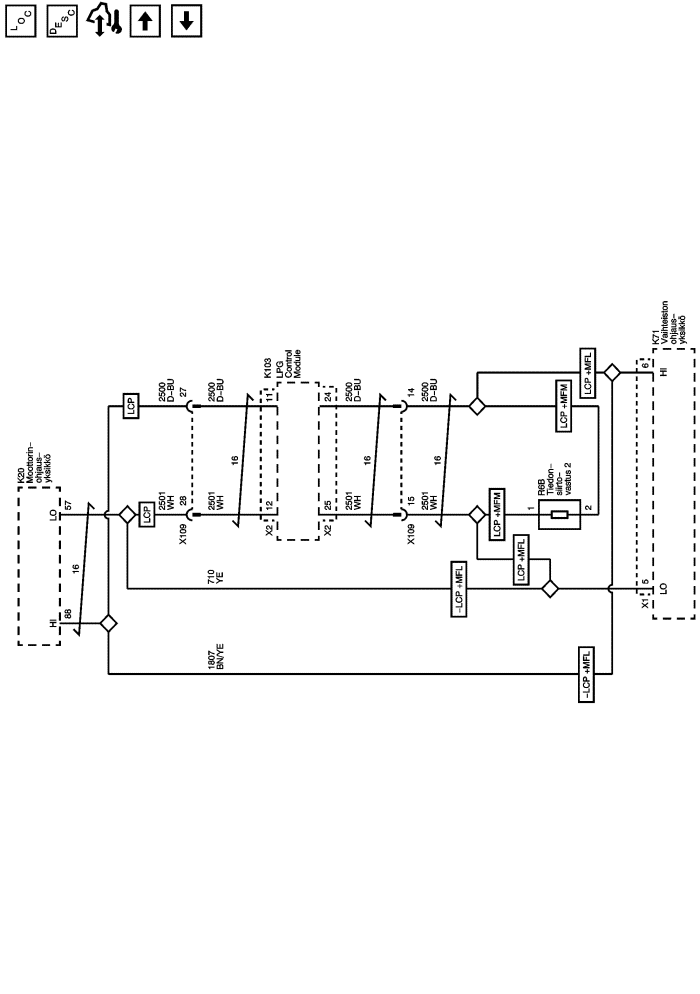 LOC
DESC
K20
Moottorin–
ohjaus–
yksikkö
LO
57
HI
88
16
LCP
LCP
2500
D–BU
27
2500
D–BU
2501
WH
28
2501
WH
X109
16
K103
LPG
Control
Module
11
24
12
25
X2
X2
2500
D–BU
14
2500
D–BU
2501
WH
15
2501
WH
X109
16
16
710
YE
1807
BN/YE
LCP +MFL
LCP +MFM
LCP +MFM
1
R6B
Tiedon–
siirto–
vastus 2
2
LCP +MFL
–LCP +MFL
–LCP +MFL
K71
Vaihteiston
ohjaus–
yksikkö
6
HI
5
LO
X1